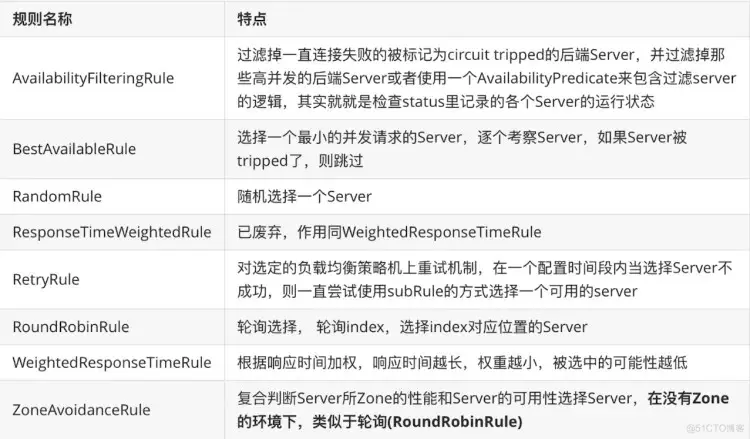 规则名称 特点
过滤掉一直连接失败的被标记为circuit tripped的后端Server，并过滤掉那
AvailabilityFilteringRule 些高并发的后端Server或者使用一个AvailabilityPredicate来包含过滤server
的逻辑，其实就就是检查status里记录的各个Server的运行状态
BestAvailableRule 选择一个最小的并发请求的Server，逐个考察Server，如果Server被
tripped了，则跳过
RandomRule 随机选择一个Server
ResponseTimeWeightedRule 已废弃，作用同WeightedResponseTimeRule
RetryRule 对选定的负载均衡策略机上重试机制，在一个配置时间段内当选择Server不
成功，则一直尝试使用subRule的方式选择一个可用的server
RoundRobinRule 轮询选择， 轮询index，选择index对应位置的Server
WeightedResponseTimeRule 根据响应时间加权，响应时间越长，权重越小，被选中的可能性越低
ZoneAvoidanceRule 复合判断Server所Zone的性能和Server的可用性选择Server，在没有Zone
的环境下，类似于轮询(RoundRobinRule)
@51CTO博客